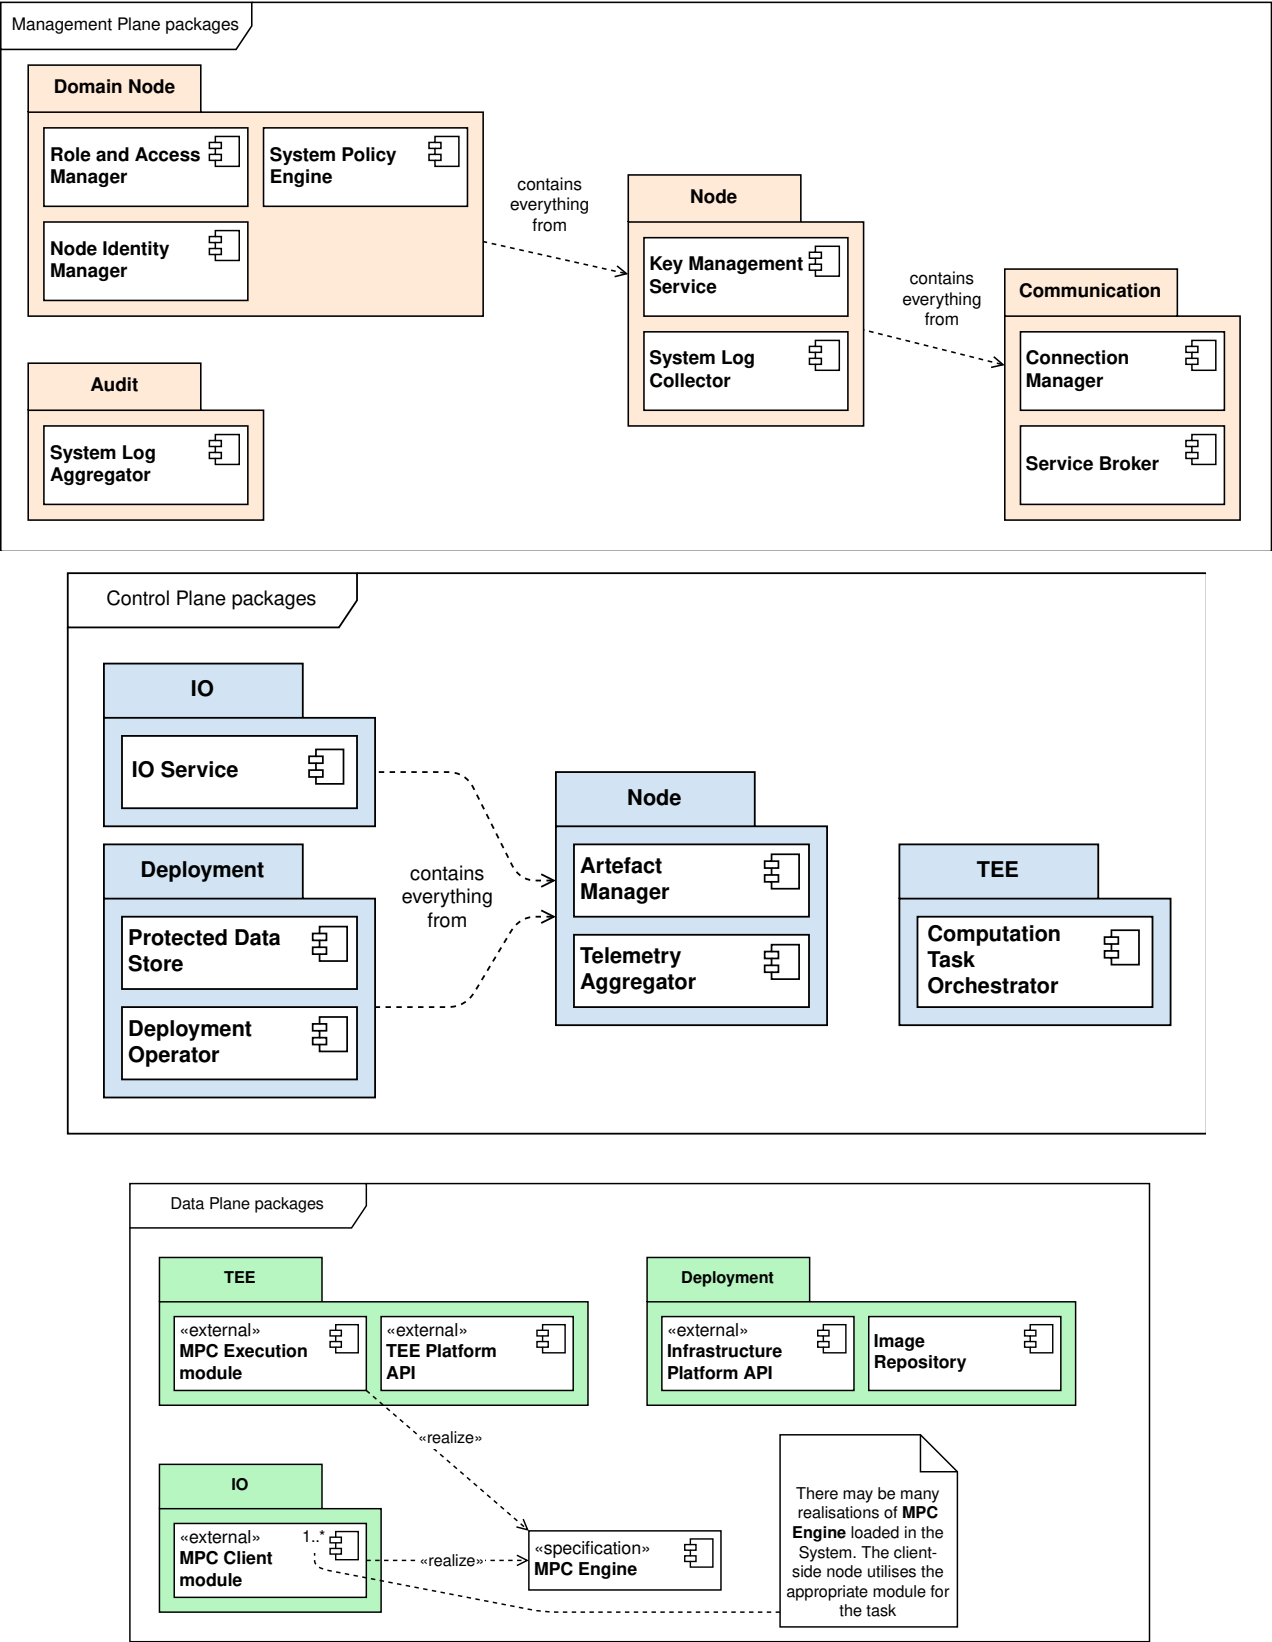 Management Plane packages
Domain Node
Role and Access
Manager
System Policy
Engine
Node Identity
Manager
contains
everything
from
Node
Key Management
Service
System Log
Collector
contains
everything
from
Communication
Connection
Manager
Service Broker
Audit
System Log
Aggregator
Control Plane packages
IO
IO Service
Deployment
Protected Data
Store
Deployment
Operator
contains
everything
from
Node
Artefact
Manager
Telemetry
Aggregator
TEE
Computation
Task
Orchestrator
Data Plane packages
TEE
«external»
MPC Execution
module
«external»
TEE Platform
API
Deployment
«external»
Infrastructure
Platform API
Image
Repository
«realize»
IO
«external»
MPC Client
module
1..*
«realize»
«specification»
MPC Engine
There may be many
realisations of MPC
Engine loaded in the
System. The client-
side node utilises the
appropriate module for
the task